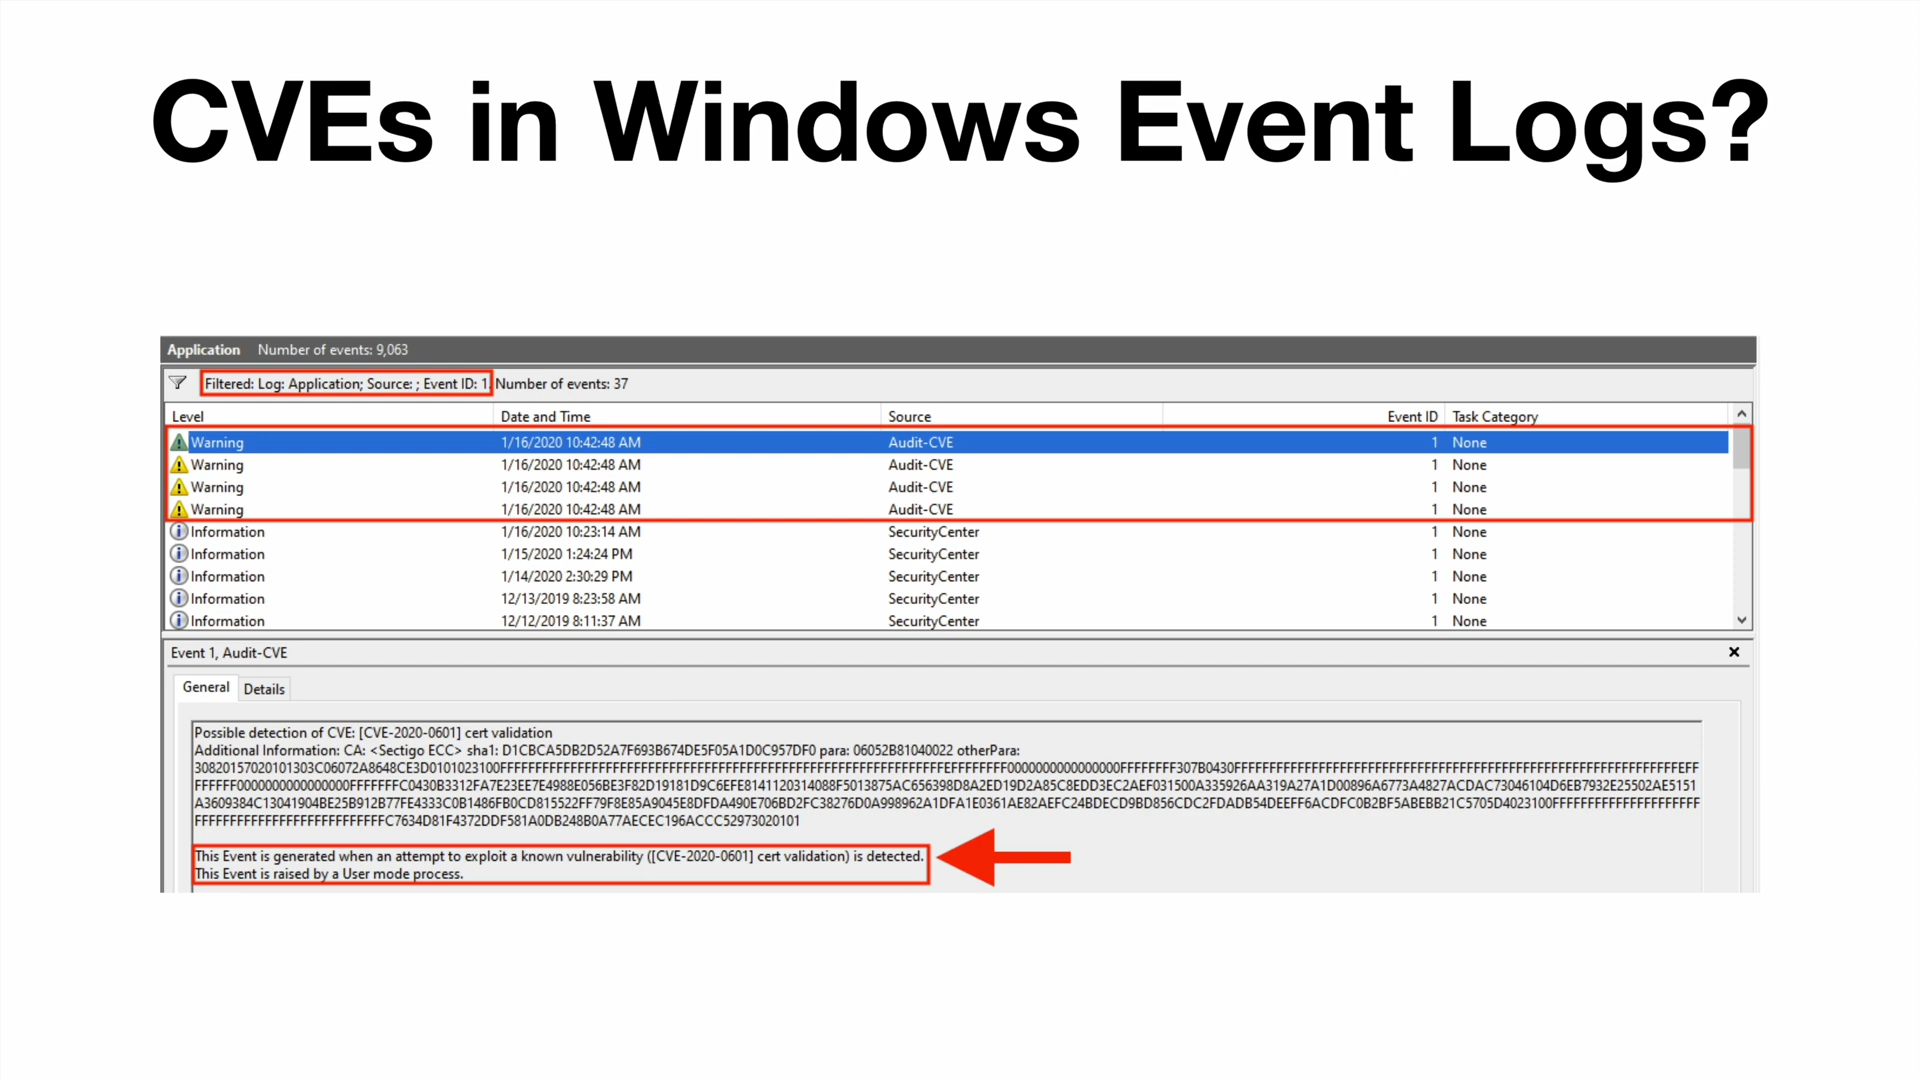 CVEs in Windows Event Logs?
Application Number of events: 9,063
Filtered: Log: Application; Source: ; Event ID: 1. Number of events: 37
Level Date and Time Source Event ID Task Category
Warning 1/16/2020 10:42:48 AM Audit-CVE 1 None
Warning 1/16/2020 10:42:48 AM Audit-CVE 1 None
Warning 1/16/2020 10:42:48 AM Audit-CVE 1 None
Warning 1/16/2020 10:42:48 AM Audit-CVE 1 None
Information 1/16/2020 10:23:14 AM SecurityCenter 1 None
Information 1/15/2020 1:24:24 PM SecurityCenter 1 None
Information 1/14/2020 2:30:29 PM SecurityCenter 1 None
Information 12/13/2019 8:23:58 AM SecurityCenter 1 None
Information 12/12/2019 8:11:37 AM SecurityCenter 1 None
Event 1, Audit-CVE
General Details
Possible detection of CVE: [CVE-2020-0601] cert validation
Additional Information: CA: <Sectigo ECC> sha1: D1CBCA5DB2D52A7F693B674DE5F05A1D0C957DF0 para: 06052B81040022 otherPara:
This Event is generated when an attempt to exploit a known vulnerability ([CVE-2020-0601] cert validation) is detected.
This Event is raised by a User mode process.